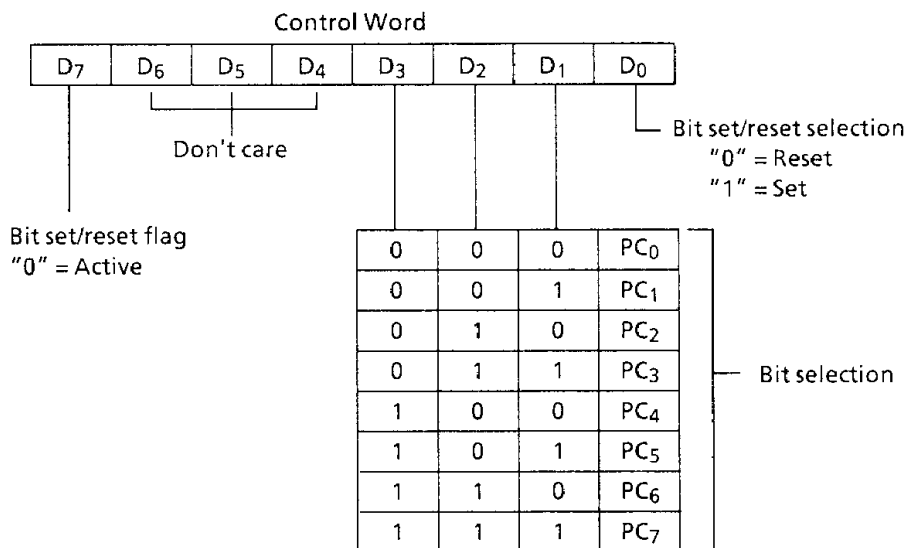 Control Word
D7 D6 D5 D4 D3 D2 D1 D0
Don't care
Bit set/reset selection
"0" = Reset
"1" = Set
Bit set/reset flag
"0" = Active
0 0 0 PC0
0 0 1 PC1
0 1 0 PC2
0 1 1 PC3
1 0 0 PC4
1 0 1 PC5
1 1 0 PC6
1 1 1 PC7
Bit selection